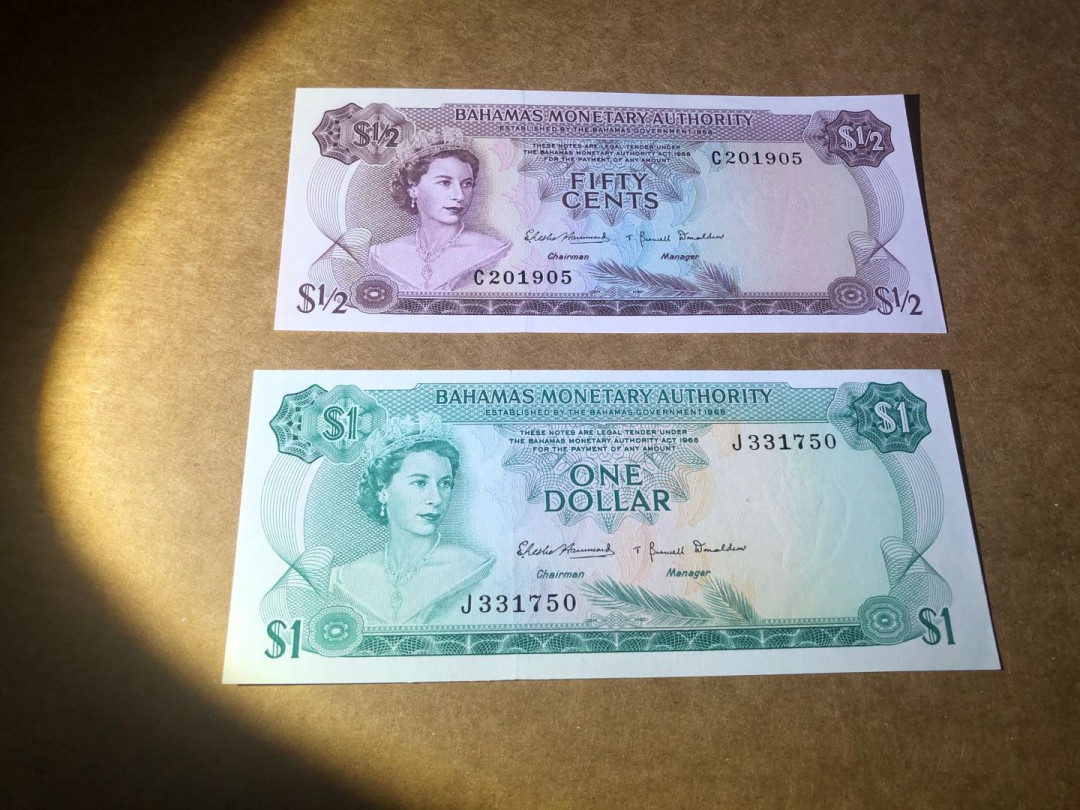 $1/2
BAHAMAS MONETARY AUTHORITY
$1/2
ESTABLISHED BY THE BAHAMAS GOVERNMENT 1968
THESE NOTES ARE LEGAL TENDER UNDER
THE BAHAMAS MONETARY AUTHORITY ACT 1968
FOR THE PAYMENT OF ANY AMOUNT
C201905
FIFTY
CENTS
T Burwell Donaldson
Chairman Manager
C201905
$1/2
$1/2
$1
BAHAMAS MONETARY AUTHORITY
$1
ESTABLISHED BY THE BAHAMAS GOVERNMENT 1968
THESE NOTES ARE LEGAL TENDER UNDER
THE BAHAMAS MONETARY AUTHORITY ACT 1968
FOR THE PAYMENT OF ANY AMOUNT
J331750
ONE
DOLLAR
T Burwell Donaldson
Chairman Manager
J331750
$1
$1